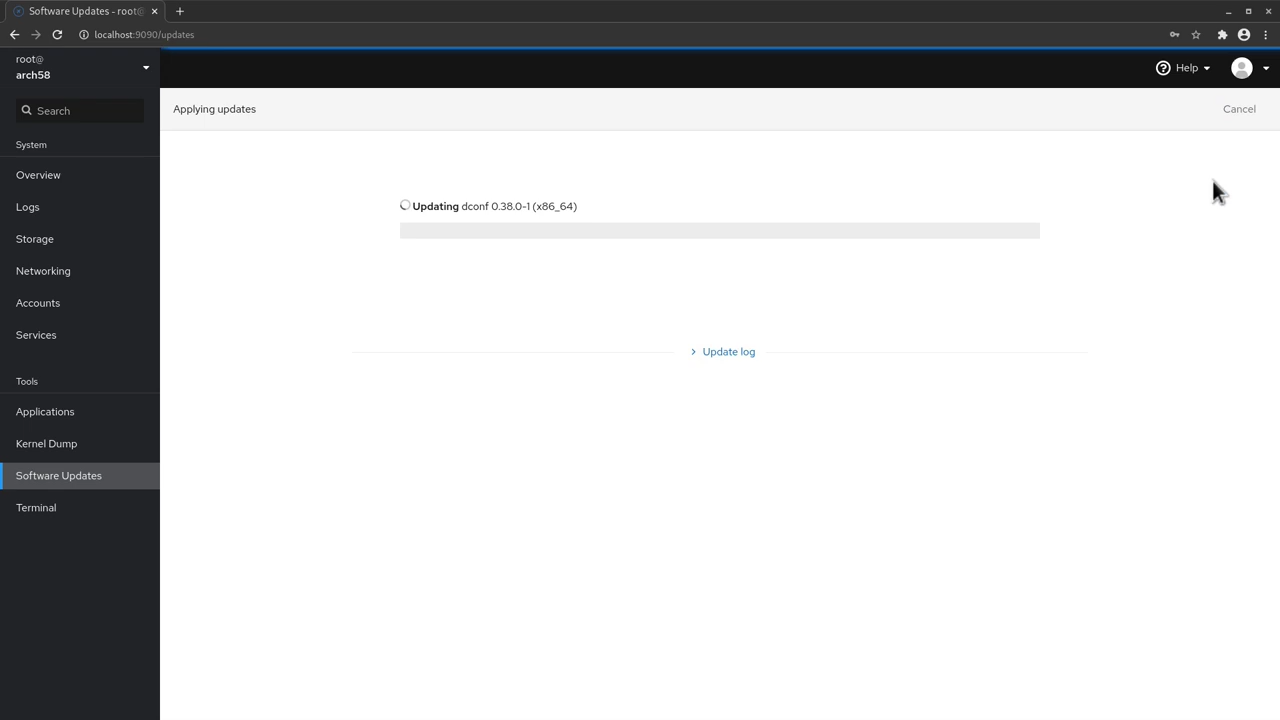 Software Updates - root@
localhost:9090/updates
root@
arch58
Help
Search
Applying updates
Cancel
System
Overview
Logs
Storage
Networking
Accounts
Services
Tools
Applications
Kernel Dump
Software Updates
Terminal
Updating dconf 0.38.0-1 (x86_64)
Update log